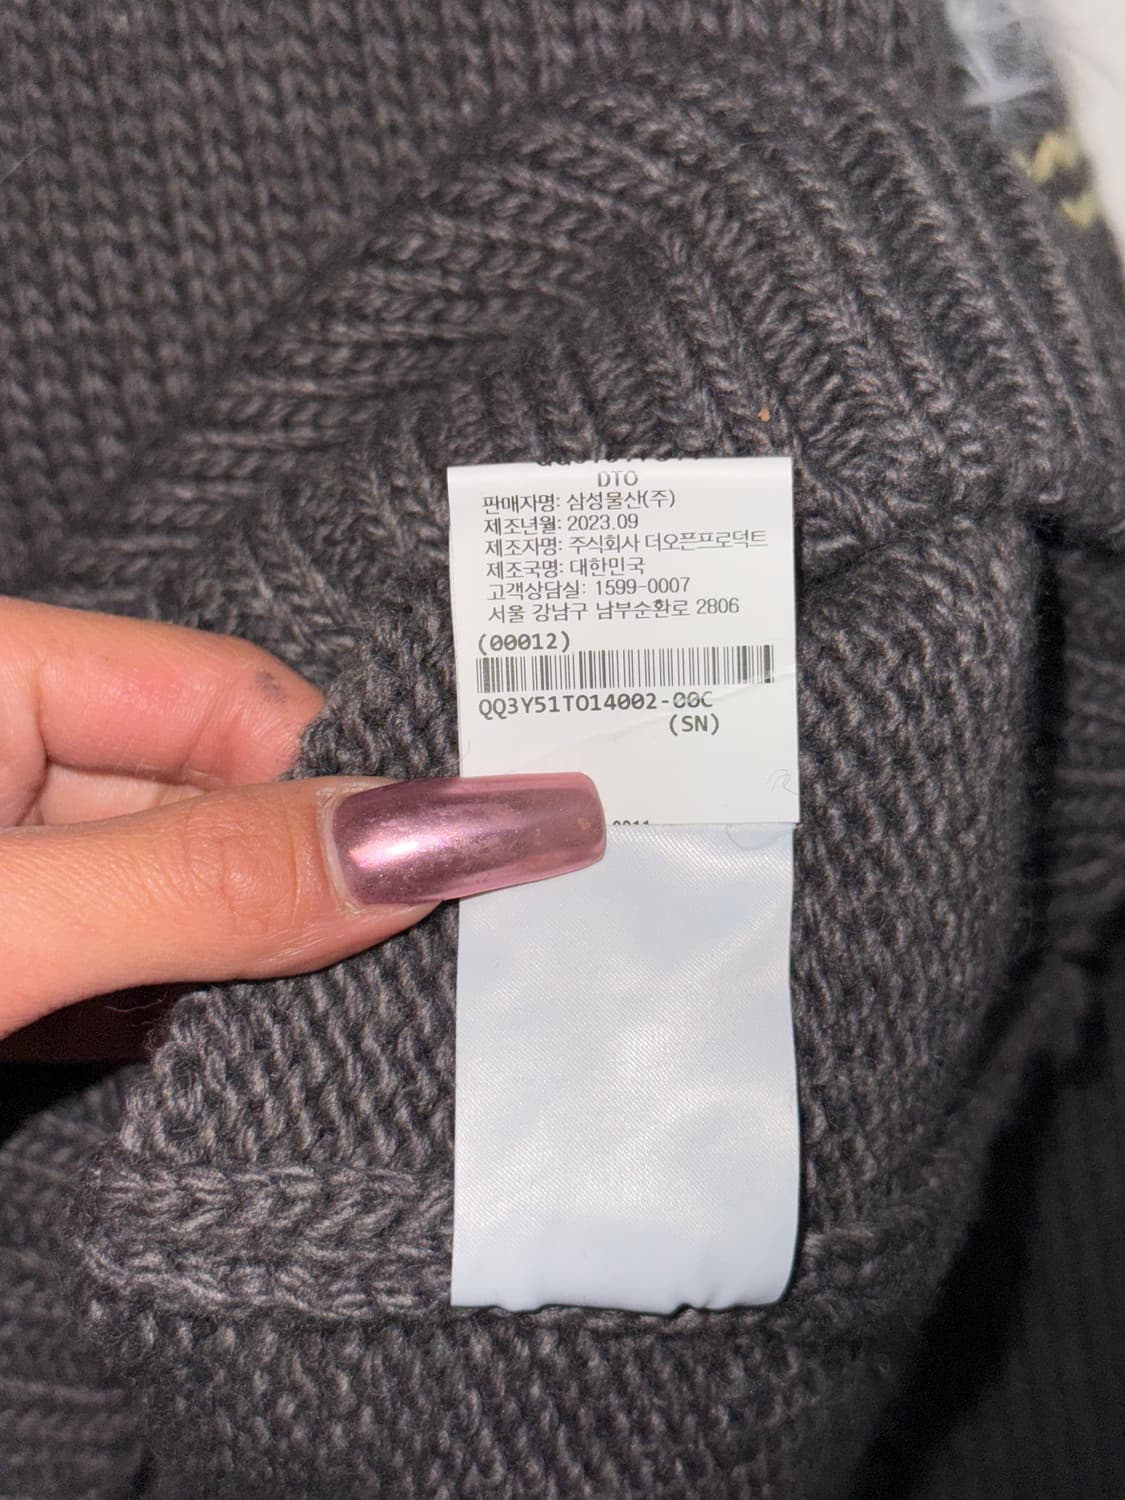 DTO
판매자명: 삼성물산(주)
제조년월: 2023.09
제조자명: 주식회사 더오픈프로덕트
제조국명: 대한민국
고객상담실: 1599-0007
서울 강남구 남부순환로 2806
(00012)
QQ3Y51TO14002-00C
(SN)